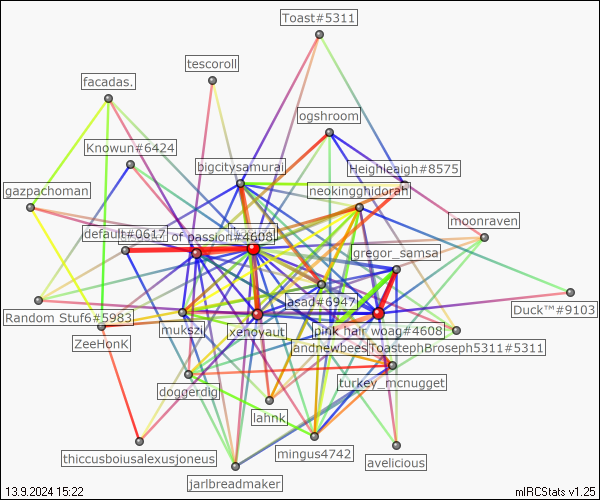 Toast#5311
tescoroll
facadas.
ogshroom
Knowun#6424
bigcitysamurai
Heighleaigh#8575
gazpachoman
neokingghidorah
moonraven
default#0617
of passion#4608
gregor_samsa
jasad#6947
Random Stuf6#5983
mukszi
xenoyaut
pink hair woag#4608
Duck™#9103
ZeeHonK
andnewbees
ToastephBroseph5311#5311
doggerdig
turkey_mcnugget
lahnk
thiccusboiusalexusjoneus
mingus4742
avelicious
jarlbreadmaker
13.9.2024 15:22
mIRCStats v1.25